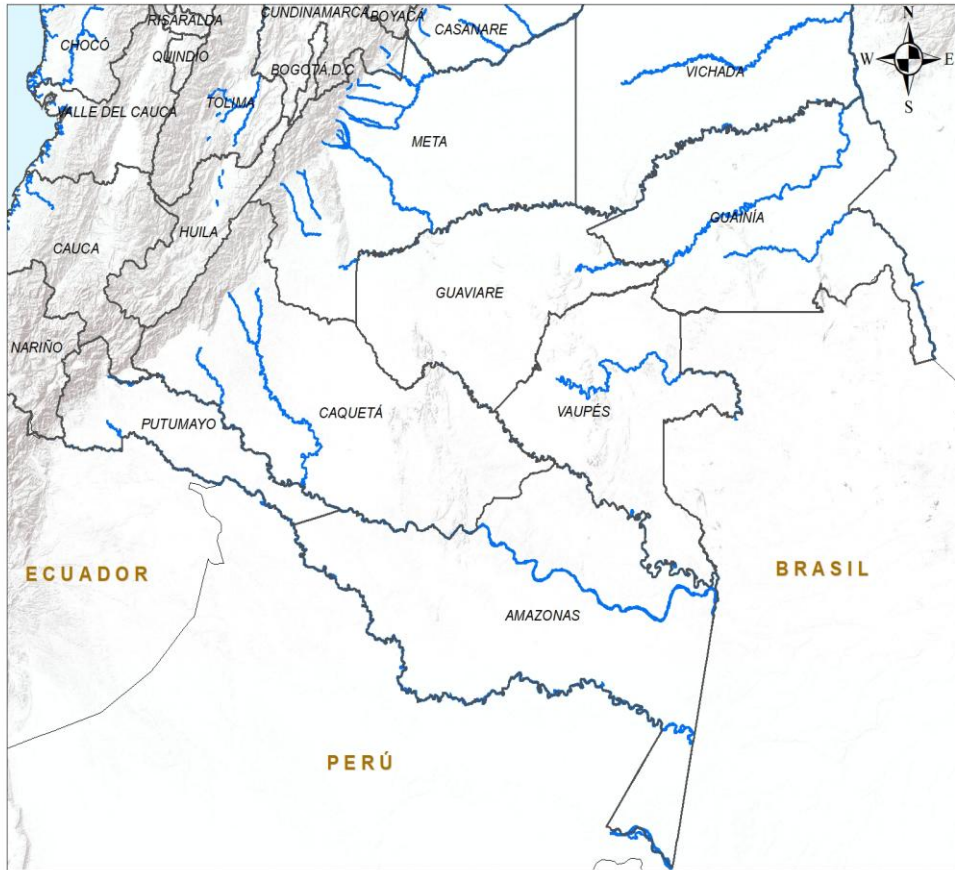 CUNDINAMARCA
BOYACÁ
RISARALDA
CASANARE
N
CHOCÓ
QUINDIO
BOGOTÁ,D.C
W
E
VICHADA
S
VALLE DEL CAUCA
TOLIMA
META
GUAINÍA
CAUCA
HUILA
GUAVIARE
NARIÑO
CAQUETÁ
VAUPÉS
PUTUMAYO
ECUADOR
BRASIL
AMAZONAS
PERÚ